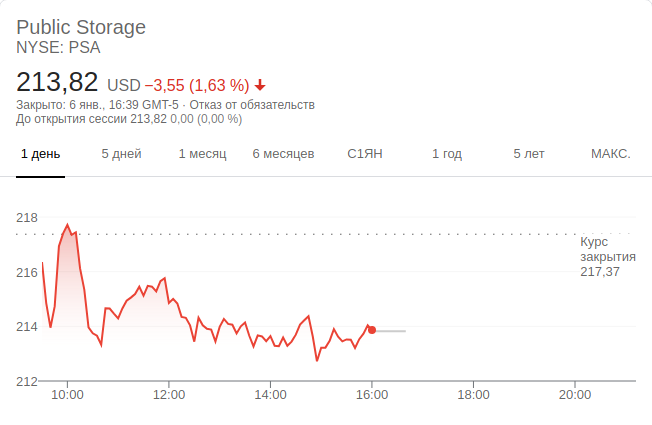 Public Storage
NYSE: PSA
213,82 USD −3,55 (1,63 %)
Закрыто: 6 янв., 16:39 GMT-5 · Отказ от обязательств
До открытия сессии 213,82 0,00 (0,00 %)
1 день 5 дней 1 месяц 6 месяцев С1ЯН 1 год 5 лет МАКС.
218
Курс
закрытия
217,37
216
214
212
10:00 12:00 14:00 16:00 18:00 20:00